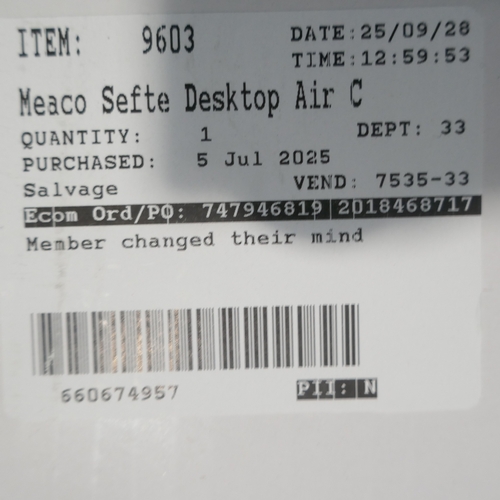 ITEM: 9603 DATE:25/09/28
TIME:12:59:53
Meaco Sefte Desktop Air C
QUANTITY: 1 DEPT: 33
PURCHASED: 5 Jul 2025
Salvage VEND: 7535-33
Ecom Ord/PO: 747946819 2018468717
Member changed their mind
660674957 PII: N